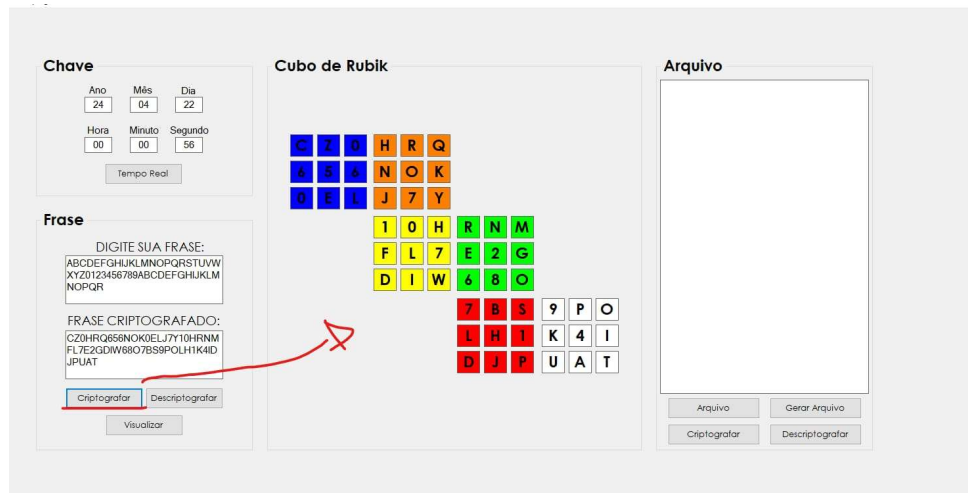 Chave
Ano Mês Dia
24 04 22
Hora Minuto Segundo
00 00 56
Tempo Real
Frase
DIGITE SUA FRASE:
ABCDEFGHIJKLMNOPQRSTUVW
XYZ0123456789ABCDEFGHIJKLM
NOPQR
FRASE CRIPTOGRAFADO:
CZ0HRQ656NOK0ELJ7Y10HRNM
FL7E2GDIW68O7BS9POLH1K4ID
JPUAT
Criptografar Descriptografar
Visualizar
Cubo de Rubik
C Z 0 H R Q
6 5 6 N O K
0 E L J 7 Y
1 0 H R N M
F L 7 E 2 G
D I W 6 8 O
7 B S 9 P O
L H 1 K 4 I
D J P U A T
Arquivo
Arquivo Gerar Arquivo
Criptografar Descriptografar